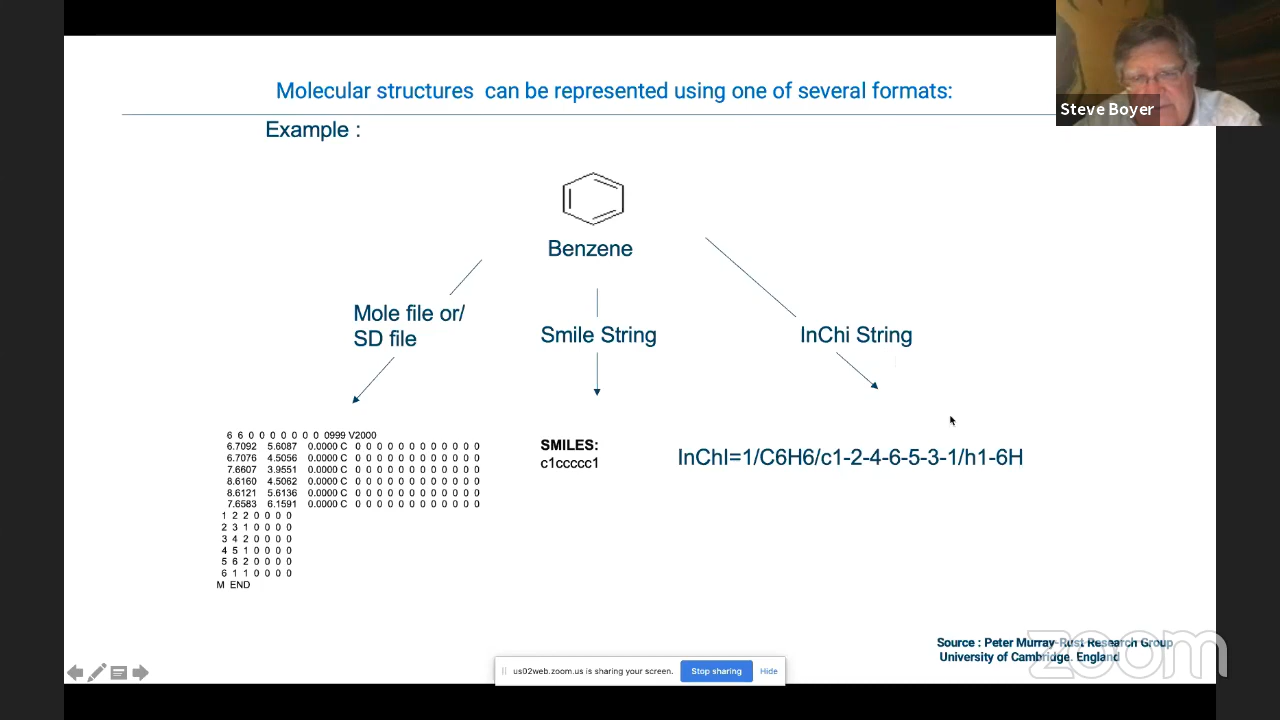 Molecular structures can be represented using one of several formats:
Steve Boyer
Example :
Benzene
Mole file or/
SD file
Smile String
InChi String
6 6 0 0 0 0 0 0 0 0999 V2000
6.7092 5.6087 0.0000 C 0 0 0 0 0 0 0 0 0 0 0 0
6.7076 4.5056 0.0000 C 0 0 0 0 0 0 0 0 0 0 0 0
7.6607 3.9551 0.0000 C 0 0 0 0 0 0 0 0 0 0 0 0
8.6160 4.5062 0.0000 C 0 0 0 0 0 0 0 0 0 0 0 0
8.6121 5.6136 0.0000 C 0 0 0 0 0 0 0 0 0 0 0 0
7.6583 6.1591 0.0000 C 0 0 0 0 0 0 0 0 0 0 0 0
1 2 2 0 0 0 0
2 3 1 0 0 0 0
3 4 2 0 0 0 0
4 5 1 0 0 0 0
5 6 2 0 0 0 0
6 1 1 0 0 0 0
M END
SMILES:
c1ccccc1
InChI=1/C6H6/c1-2-4-6-5-3-1/h1-6H
Source : Peter Murray-Rust Research Group
University of Cambridge. England
zoom
us02web.zoom.us is sharing your screen.
Stop sharing
Hide